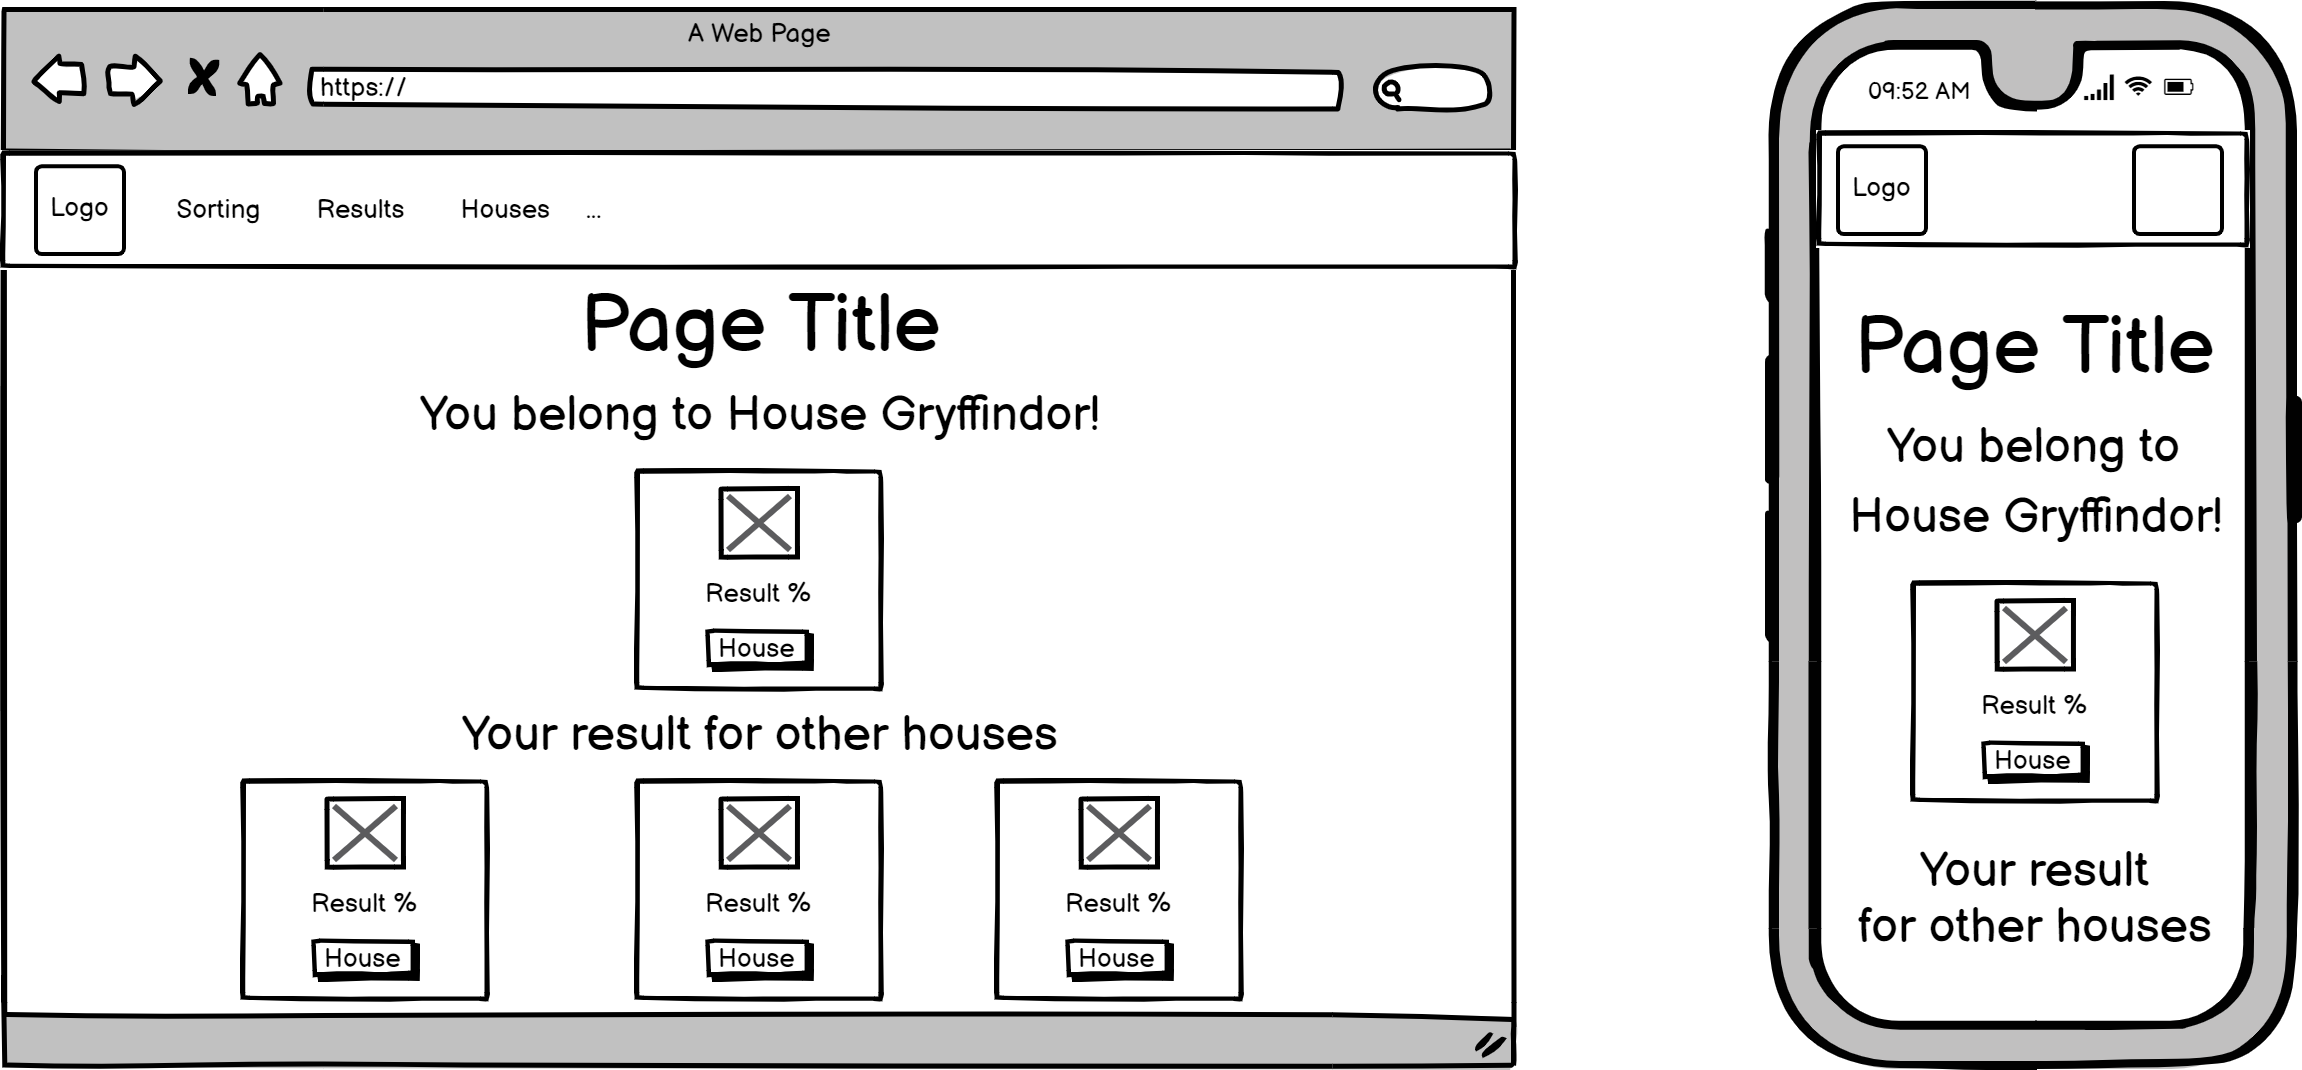 A Web Page
https://
Logo Sorting Results Houses ...
Page Title
You belong to House Gryffindor!
Result %
House
Your result for other houses
Result % Result % Result %
House House House
09:52 AM
Logo
Page Title
You belong to
House Gryffindor!
Result %
House
Your result
for other houses